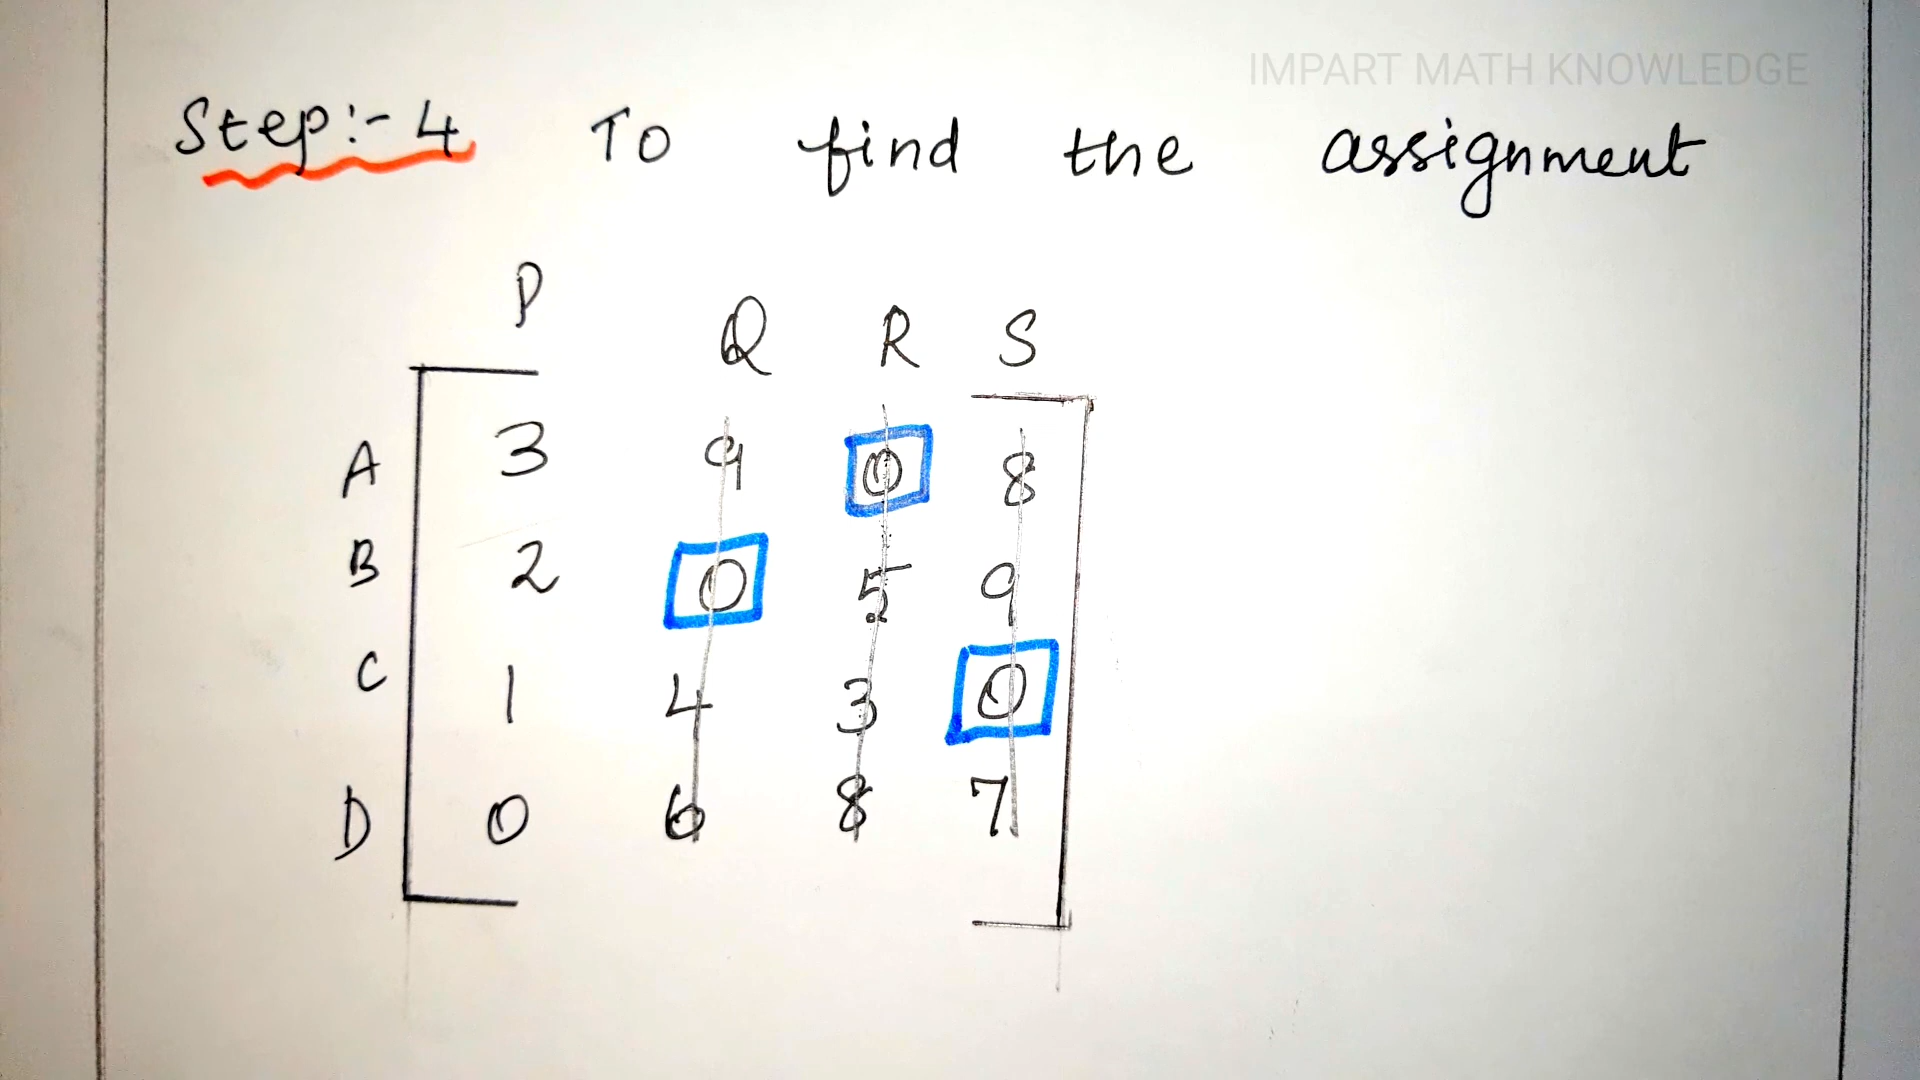 IMPART MATH KNOWLEDGE
Step:- 4 To find the assignment
P Q R S
A 3 9 0 8
B 2 0 5 9
C 1 4 3 0
D 0 6 8 7